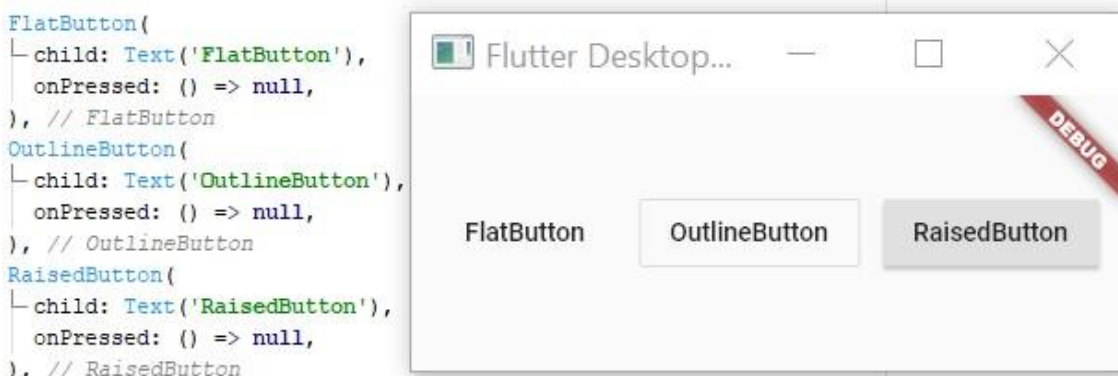 FlatButton(
child: Text('FlatButton'),
onPressed: () => null,
), // FlatButton
OutlineButton(
child: Text('OutlineButton'),
onPressed: () => null,
), // OutlineButton
RaisedButton(
child: Text('RaisedButton'),
onPressed: () => null,
), // RaisedButton
Flutter Desktop...
DEBUG
FlatButton
OutlineButton
RaisedButton